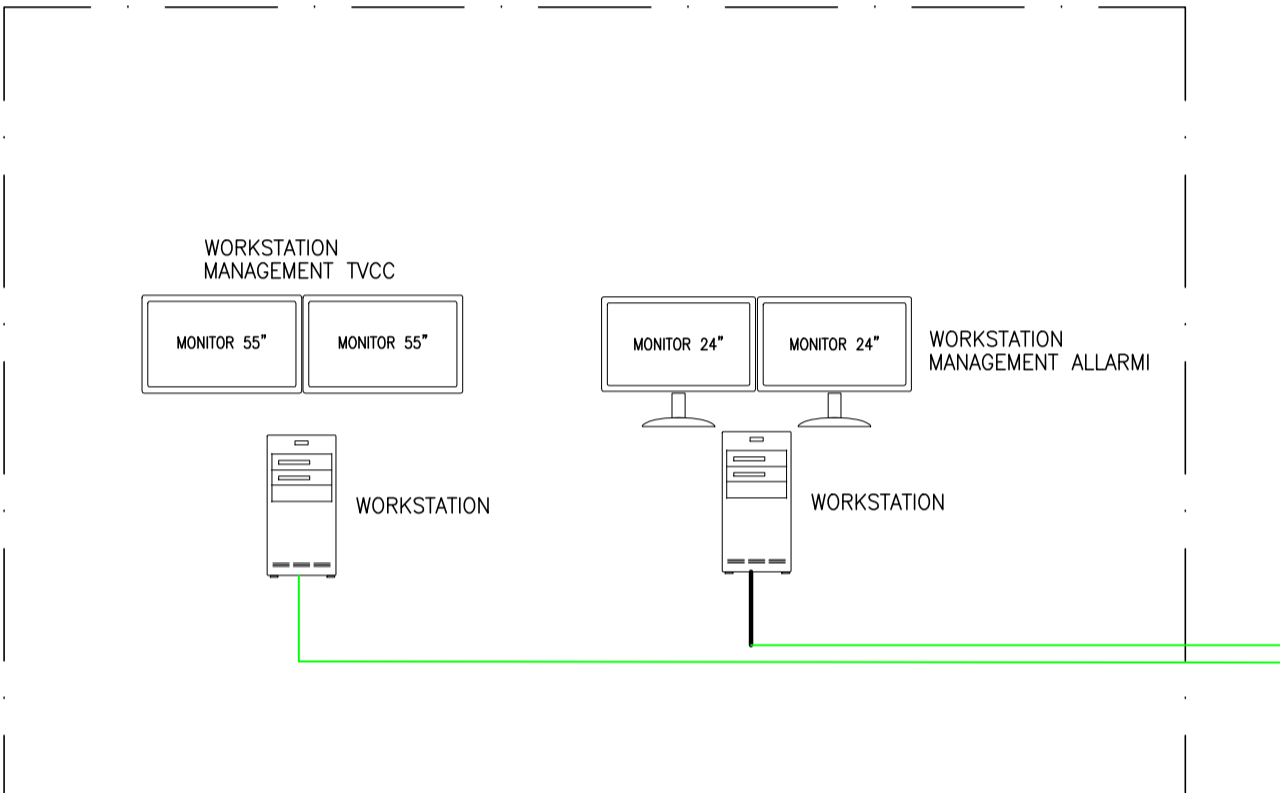 WORKSTATION
MANAGEMENT TVCC
MONITOR 55"
MONITOR 55"
MONITOR 24"
MONITOR 24"
WORKSTATION
MANAGEMENT ALLARMI
WORKSTATION
WORKSTATION